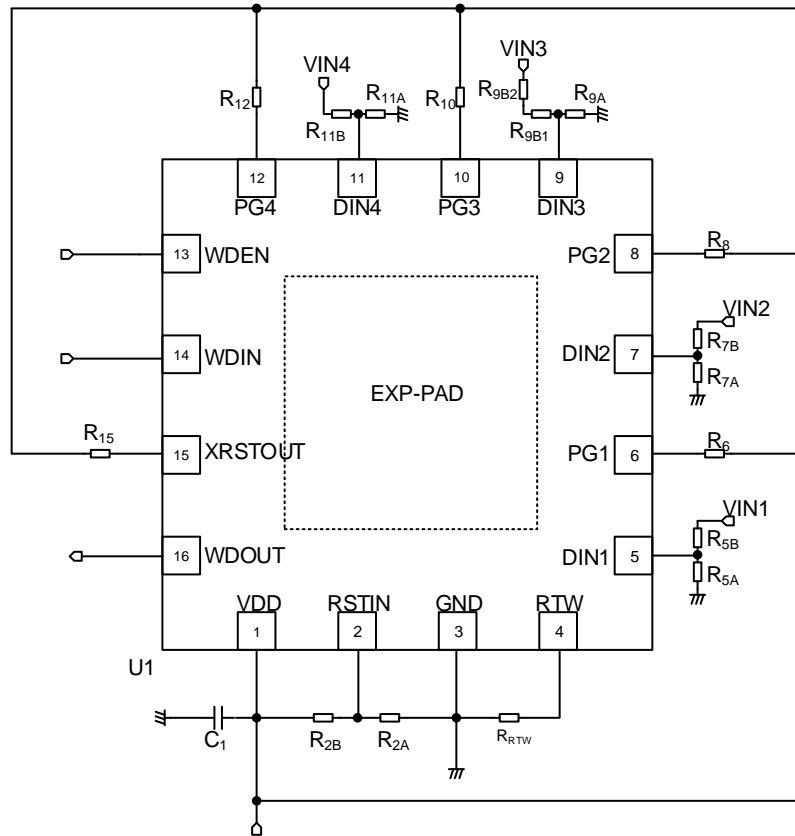 VIN3
VIN4
R9B2
R9A
R12
R11A
R10
R11B
R9B1
12
11
10
9
PG4
DIN4
PG3
DIN3
13
WDEN
PG2
8
R8
VIN2
R7B
14
WDIN
DIN2
7
R7A
EXP-PAD
R15
15
XRSTOUT
PG1
6
R6
VIN1
R5B
16
WDOUT
DIN1
5
R5A
VDD
RSTIN
GND
RTW
1
2
3
4
U1
C1
R2B
R2A
RRTW